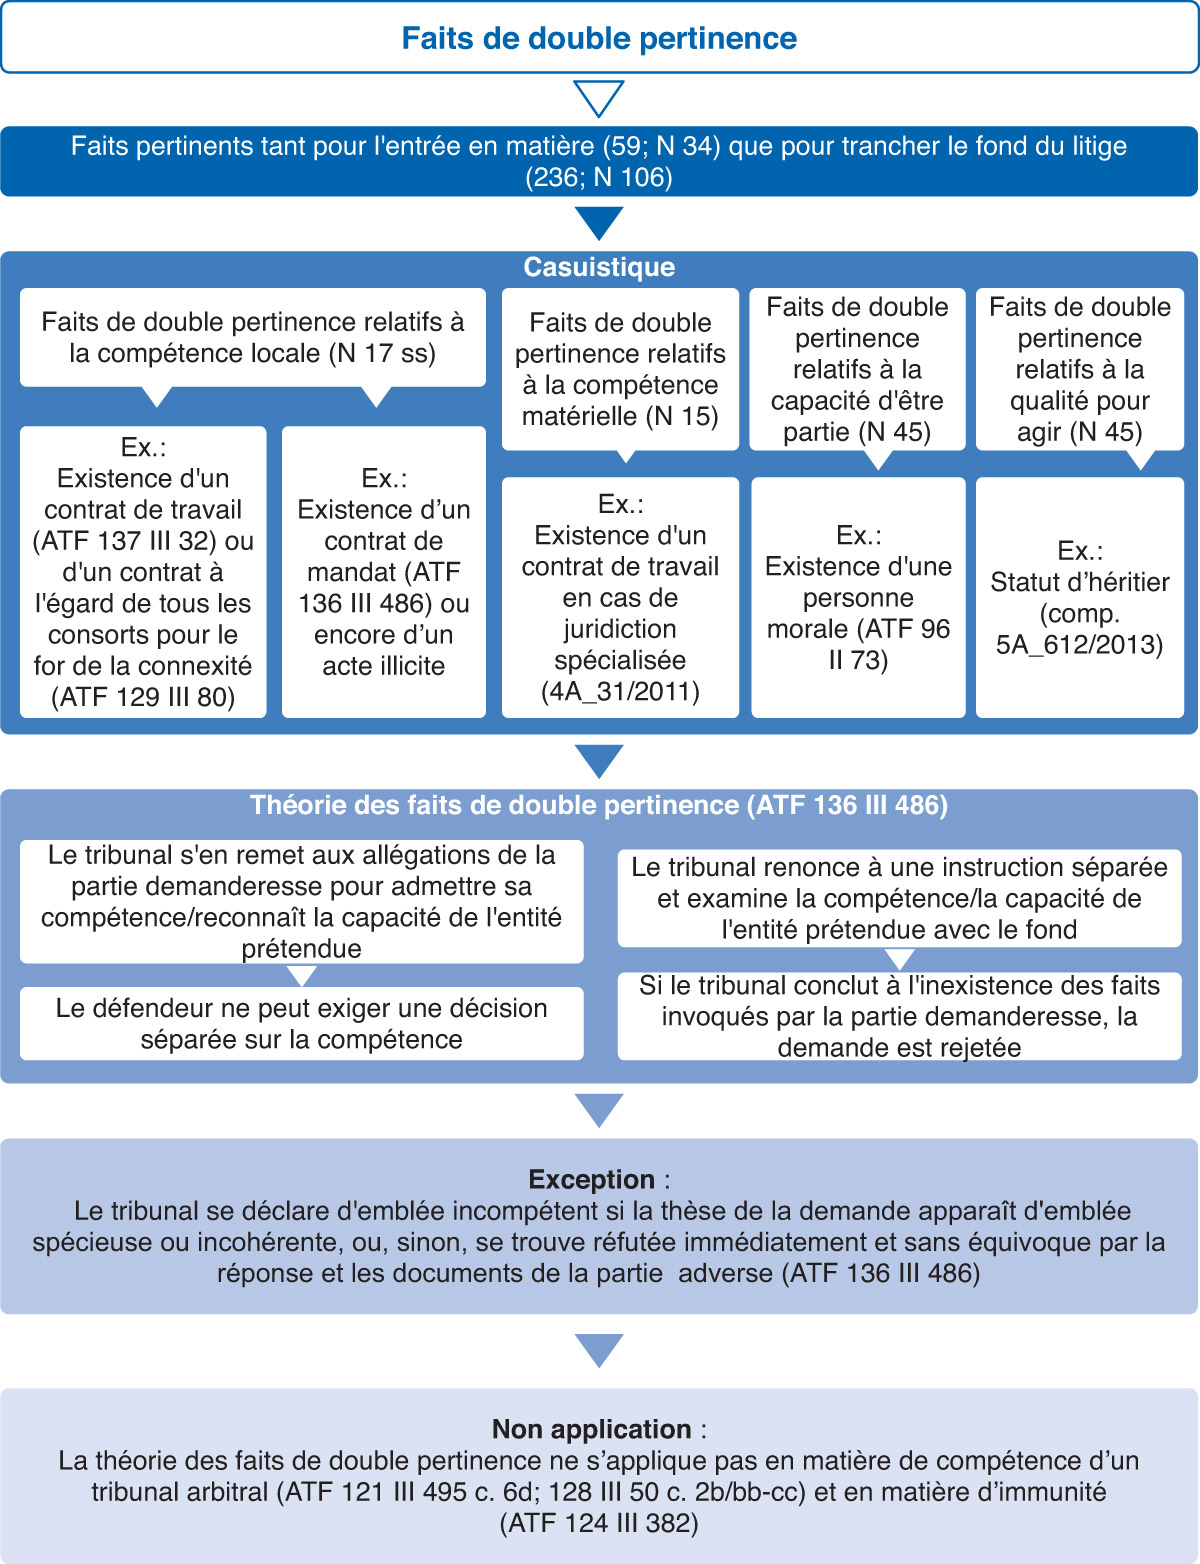 Faits de double pertinence
Faits pertinents tant pour l'entrée en matière (59; N 34) que pour trancher le fond du litige
(236; N 106)
Casuistique
Faits de double pertinence relatifs à
la compétence locale (N 17 ss)
Ex.:
Existence d'un
contrat de travail
(ATF 137 III 32) ou
d'un contrat à
l'égard de tous les
consorts pour le
for de la connexité
(ATF 129 III 80)
Ex.:
Existence d’un
contrat de
mandat (ATF
136 III 486) ou
encore d’un
acte illicite
Faits de double
pertinence relatifs
à la compétence
matérielle (N 15)
Ex.:
Existence d'un
contrat de travail
en cas de
juridiction
spécialisée
(4A_31/2011)
Faits de double
pertinence
relatifs à la
capacité d'être
partie (N 45)
Ex.:
Existence d'une
personne
morale (ATF 96
II 73)
Faits de double
pertinence
relatifs à la
qualité pour
agir (N 45)
Ex.:
Statut d’héritier
(comp.
5A_612/2013)
Théorie des faits de double pertinence (ATF 136 III 486)
Le tribunal s'en remet aux allégations de la
partie demanderesse pour admettre sa
compétence/reconnaît la capacité de l'entité
prétendue
Le défendeur ne peut exiger une décision
séparée sur la compétence
Le tribunal renonce à une instruction séparée
et examine la compétence/la capacité de
l'entité prétendue avec le fond
Si le tribunal conclut à l'inexistence des faits
invoqués par la partie demanderesse, la
demande est rejetée
Exception :
Le tribunal se déclare d'emblée incompétent si la thèse de la demande apparaît d'emblée
spécieuse ou incohérente, ou, sinon, se trouve réfutée immédiatement et sans équivoque par la
réponse et les documents de la partie  adverse (ATF 136 III 486)
Non application :
La théorie des faits de double pertinence ne s’applique pas en matière de compétence d’un
tribunal arbitral (ATF 121 III 495 c. 6d; 128 III 50 c. 2b/bb-cc) et en matière d’immunité
(ATF 124 III 382)